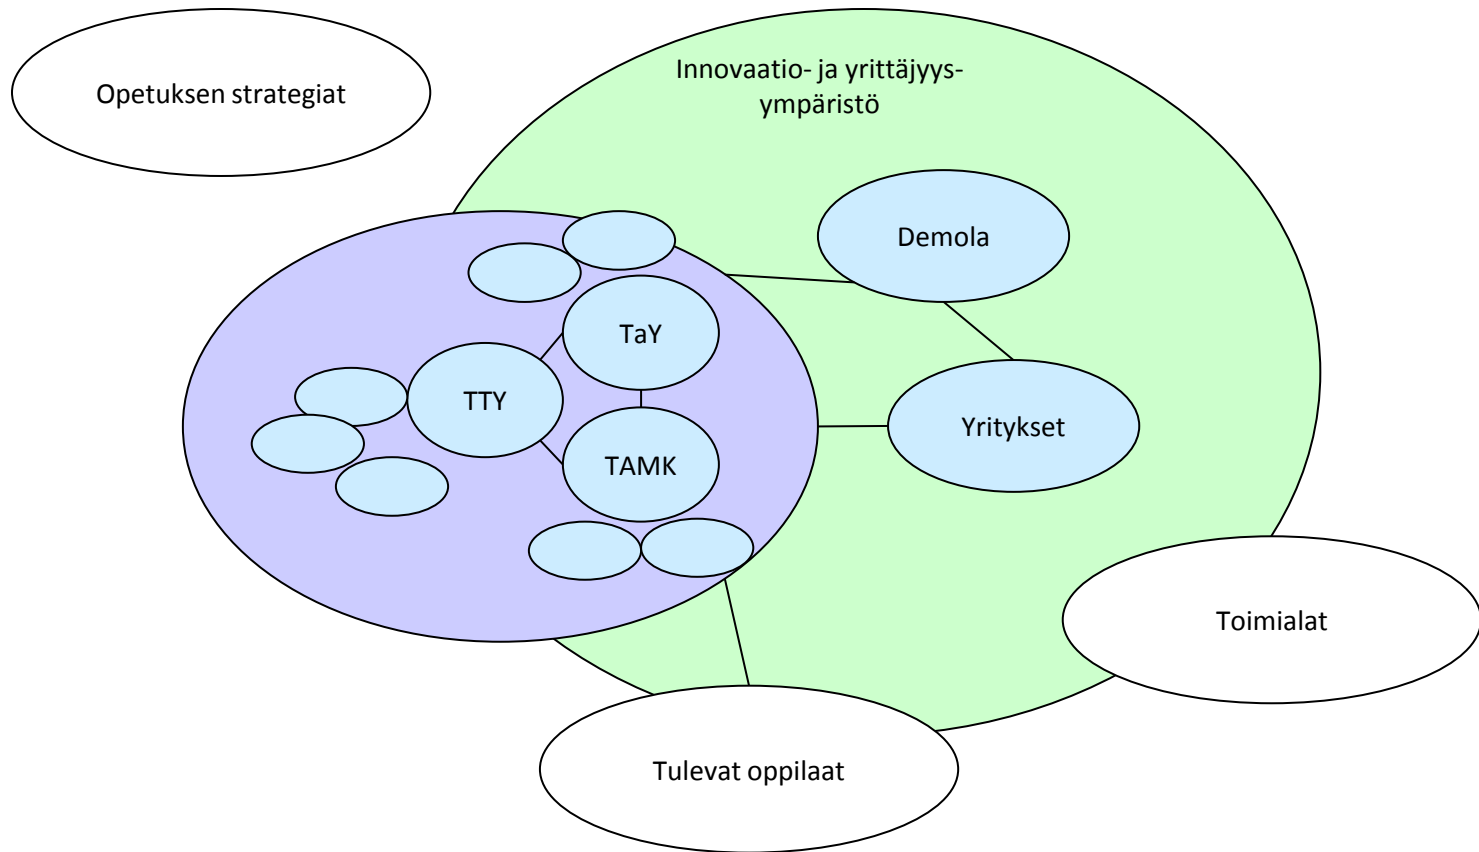 Opetuksen strategiat
Innovaatio- ja yrittäjyys-
ympäristö
Demola
TaY
TTY
Yritykset
TAMK
Toimialat
Tulevat oppilaat